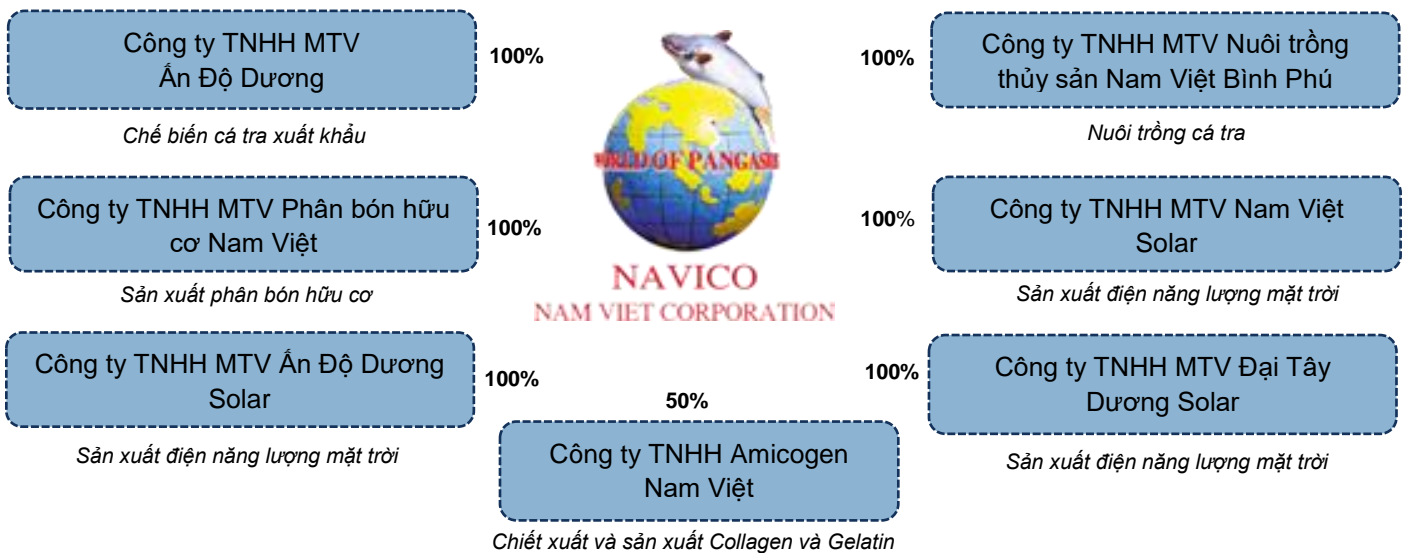 Công ty TNHH MTV
Ấn Độ Dương
100%
Chế biến cá tra xuất khẩu
Công ty TNHH MTV Phân bón hữu
cơ Nam Việt
100%
Sản xuất phân bón hữu cơ
Công ty TNHH MTV Ấn Độ Dương
Solar
100%
Sản xuất điện năng lượng mặt trời
WORLD OF PANGASII
NAVICO
NAM VIET CORPORATION
50%
Công ty TNHH Amicogen
Nam Việt
Chiết xuất và sản xuất Collagen và Gelatin
100%
Công ty TNHH MTV Nuôi trồng
thủy sản Nam Việt Bình Phú
Nuôi trồng cá tra
100%
Công ty TNHH MTV Nam Việt
Solar
Sản xuất điện năng lượng mặt trời
100%
Công ty TNHH MTV Đại Tây
Dương Solar
Sản xuất điện năng lượng mặt trời